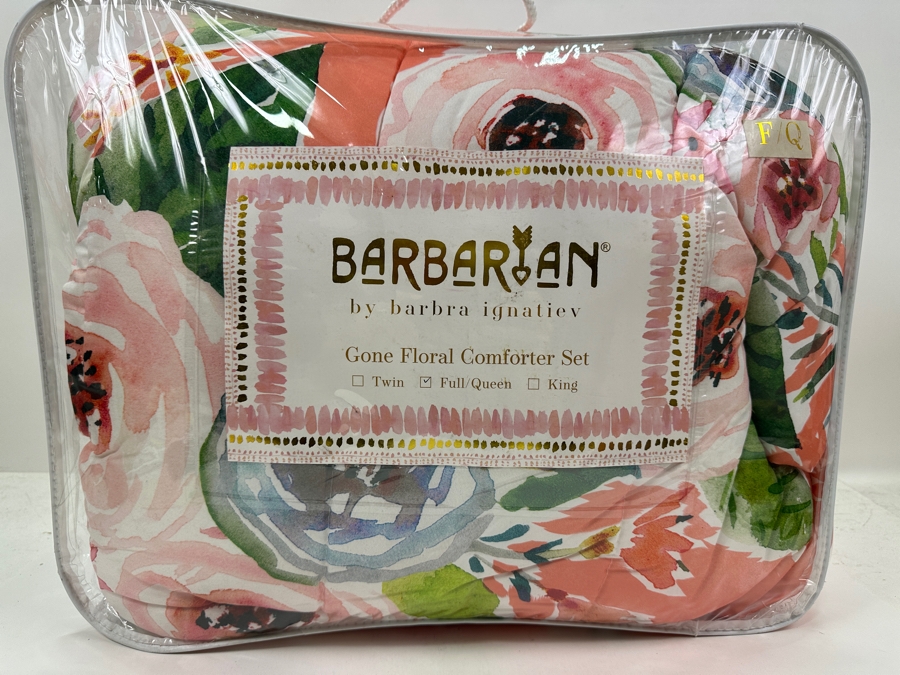 F/Q
BARBARIAN®
by barbra ignatiev
Gone Floral Comforter Set
☐ Twin ☑ Full/Queen ☐ King